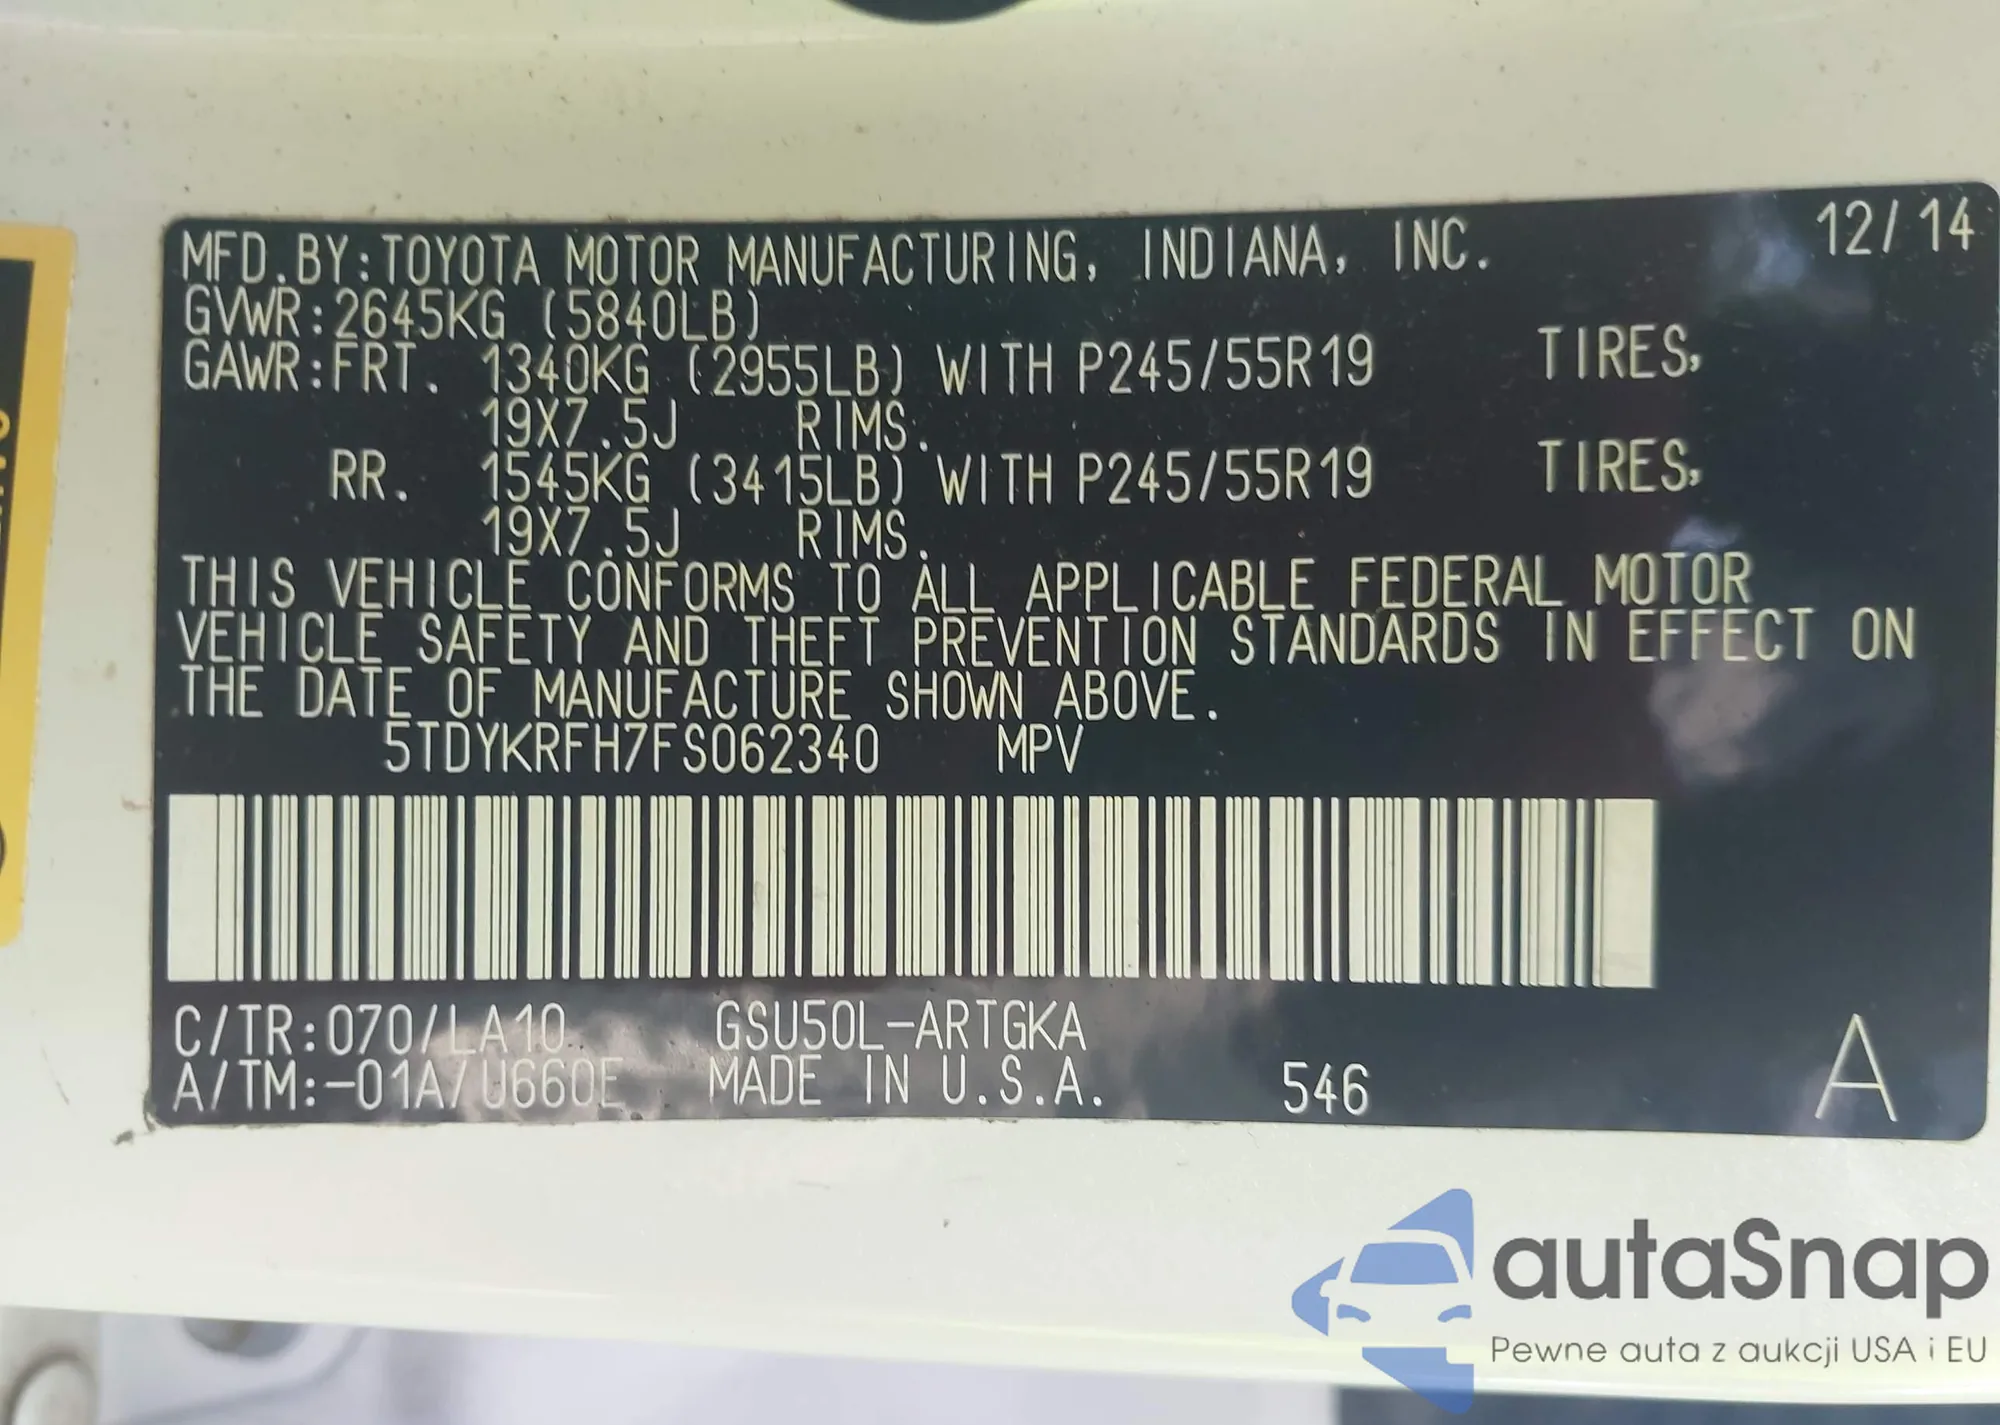 MFD.BY:TOYOTA MOTOR MANUFACTURING, INDIANA, INC. 12/14
GVWR:2645KG (5840LB)
GAWR:FRT. 1340KG (2955LB) WITH P245/55R19 TIRES,
19X7.5J RIMS.
RR. 1545KG (3415LB) WITH P245/55R19 TIRES,
19X7.5J RIMS.
THIS VEHICLE CONFORMS TO ALL APPLICABLE FEDERAL MOTOR
VEHICLE SAFETY AND THEFT PREVENTION STANDARDS IN EFFECT ON
THE DATE OF MANUFACTURE SHOWN ABOVE.
5TDYKRFH7FS062340 MPV
C/TR:070/LA10 GSU50L-ARTGKA
A/TM:-01A/U660E MADE IN U.S.A. 546 A
autaSnap
Pewne auta z aukcji USA i EU